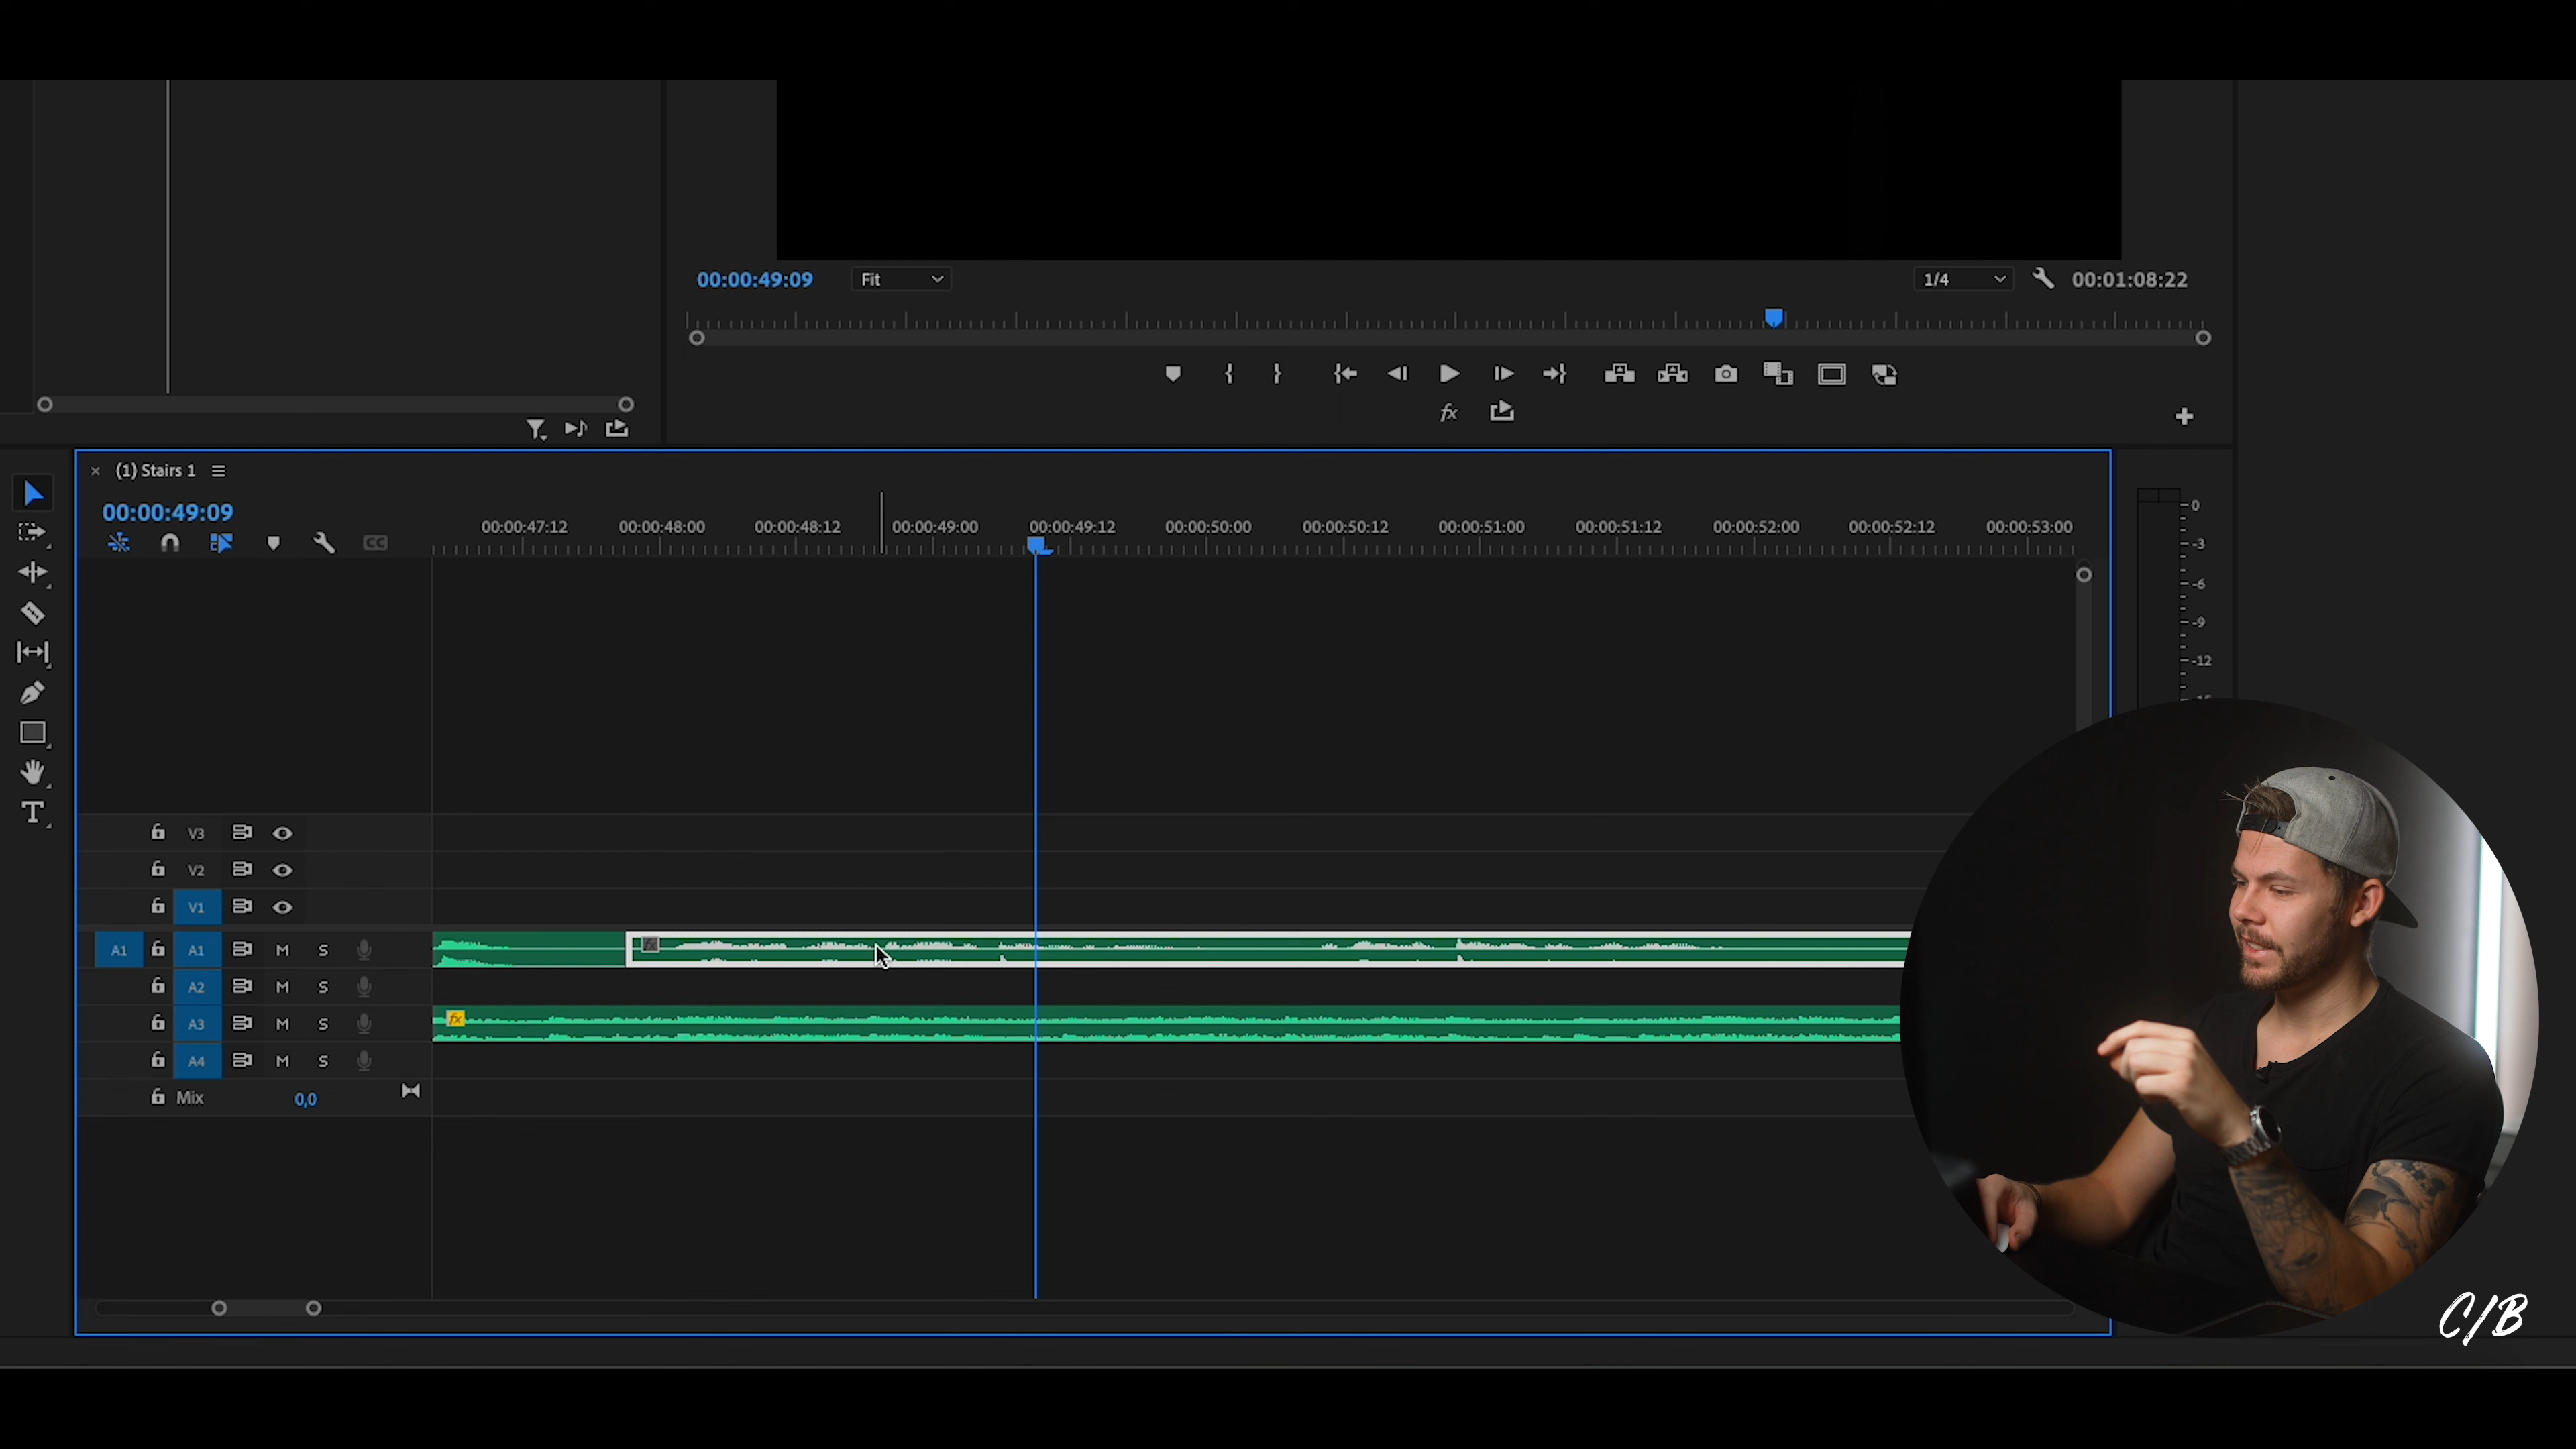 00:00:49:09 Fit 1/4 00:01:08:22
fx
× (1) Stairs 1
00:00:49:09
CC
00:00:47:12 00:00:48:00 00:00:48:12 00:00:49:00 00:00:49:12 00:00:50:00 00:00:50:12 00:00:51:00 00:00:51:12 00:00:52:00 00:00:52:12 00:00:53:00
0
-3
-6
-9
-12
T
V3
V2
V1
A1 A1 M S fx
A2 M S
A3 M S fx
A4 M S
Mix 0,0
C/B